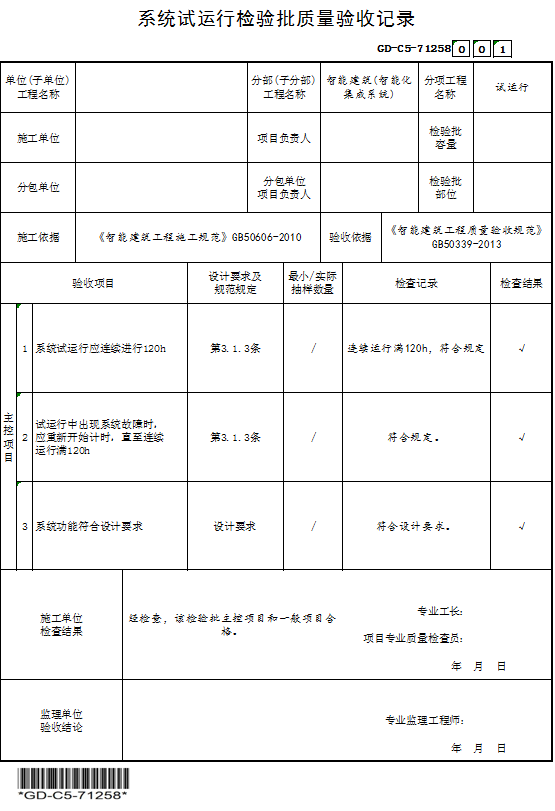 系统试运行检验批质量验收记录
GD-C5-71258 0 0 1
单位(子单位)
工程名称
分部(子分部)
工程名称
智能建筑(智能化
集成系统)
分项工程
名称
试运行
施工单位
项目负责人
检验批
容量
分包单位
分包单位
项目负责人
检验批
部位
施工依据
《智能建筑工程施工规范》GB50606-2010
验收依据
《智能建筑工程质量验收规范》
GB50339-2013
验收项目
设计要求及
规范规定
最小/实际
抽样数量
检查记录
检查结果
主
控
项
目
1
系统试运行应连续进行120h
第3.1.3条
/
连续运行满120h，符合规定
√
2
试运行中出现系统故障时，
应重新开始计时，直至连续
运行满120h
第3.1.3条
/
符合规定。
√
3
系统功能符合设计要求
设计要求
/
符合设计要求。
√
施工单位
检查结果
经检查，该检验批主控项目和一般项目合
格。
专业工长：
项目专业质量检查员：
年 月 日
监理单位
验收结论
专业监理工程师：
年 月 日
*GD-C5-71258*